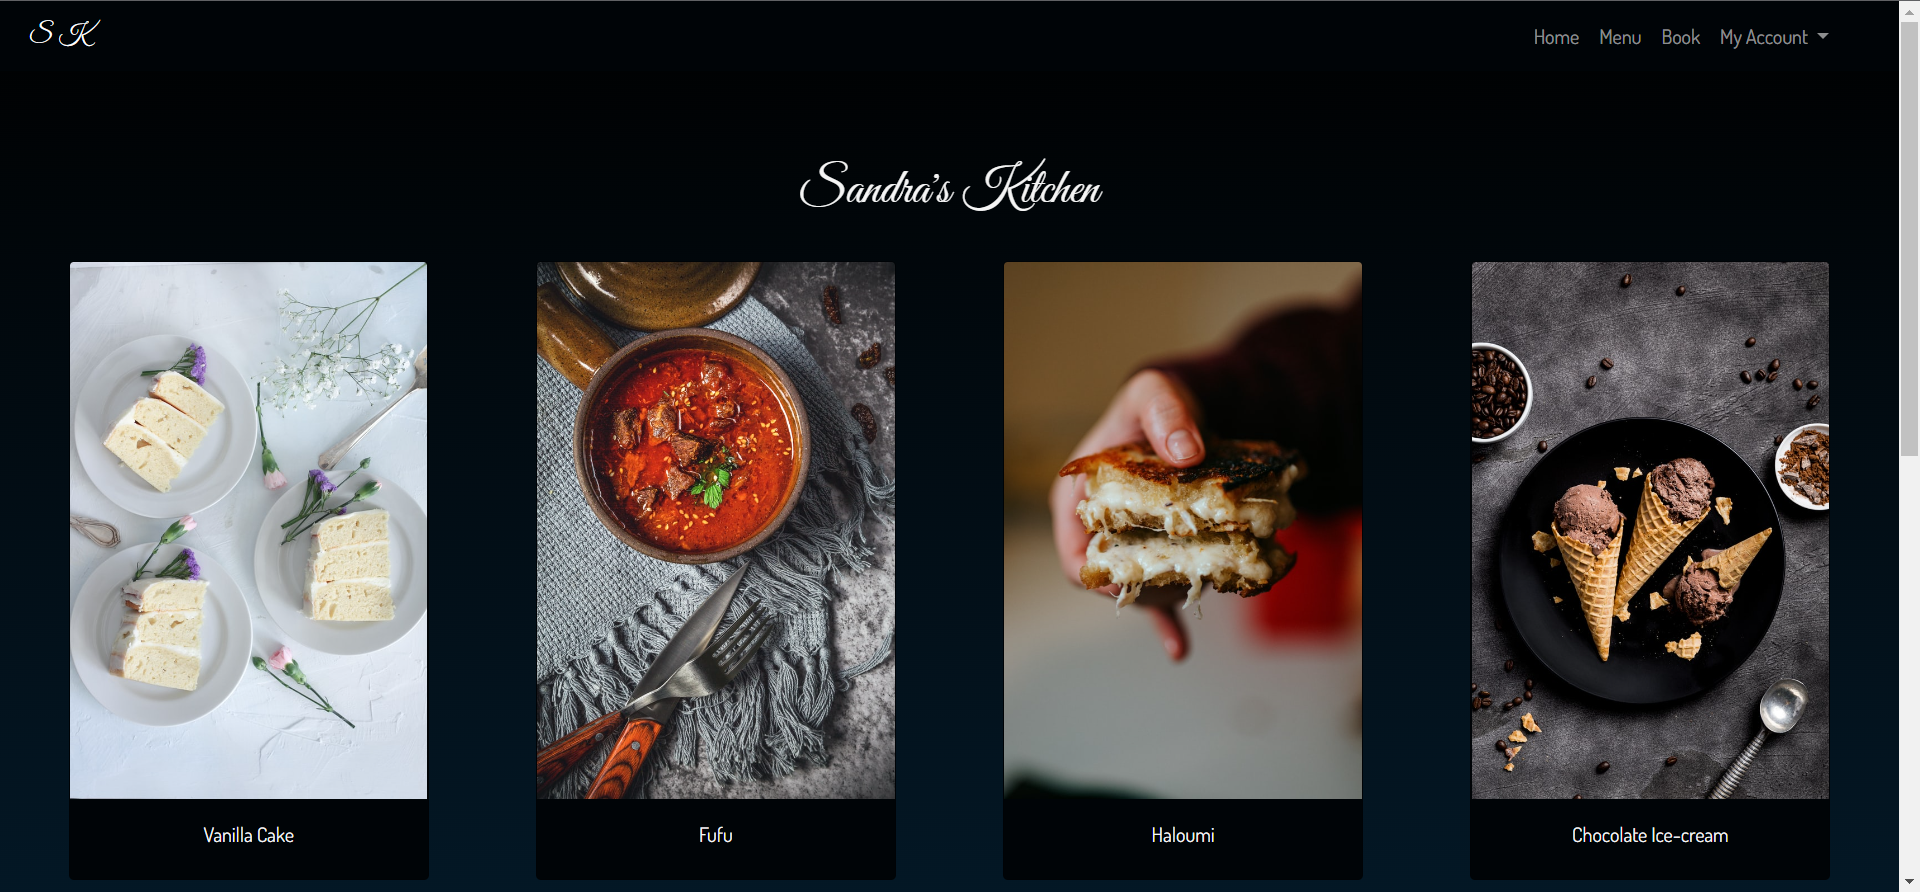 S K
Home Menu Book My Account
Sandra's Kitchen
Vanilla Cake
Fufu
Haloumi
Chocolate Ice-cream